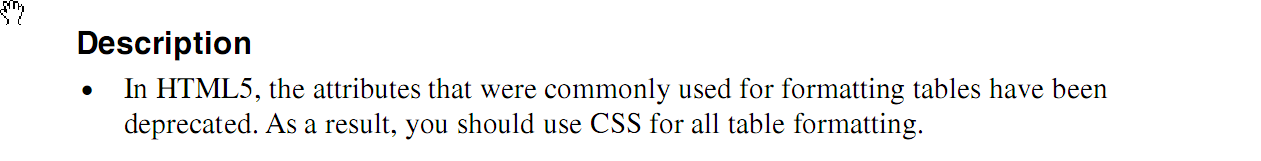 Description
• In HTML5, the attributes that were commonly used for formatting tables have been
deprecated. As a result, you should use CSS for all table formatting.